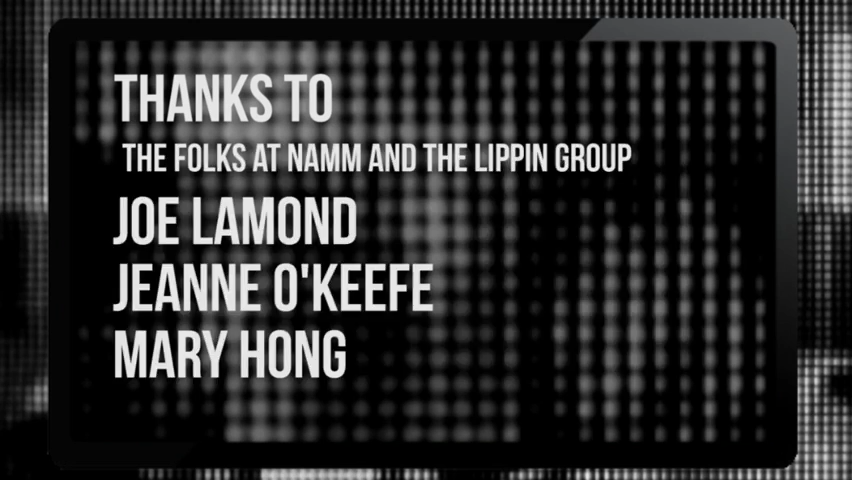 THANKS TO
THE FOLKS AT NAMM AND THE LIPPIN GROUP
JOE LAMOND
JEANNE O'KEEFE
MARY HONG